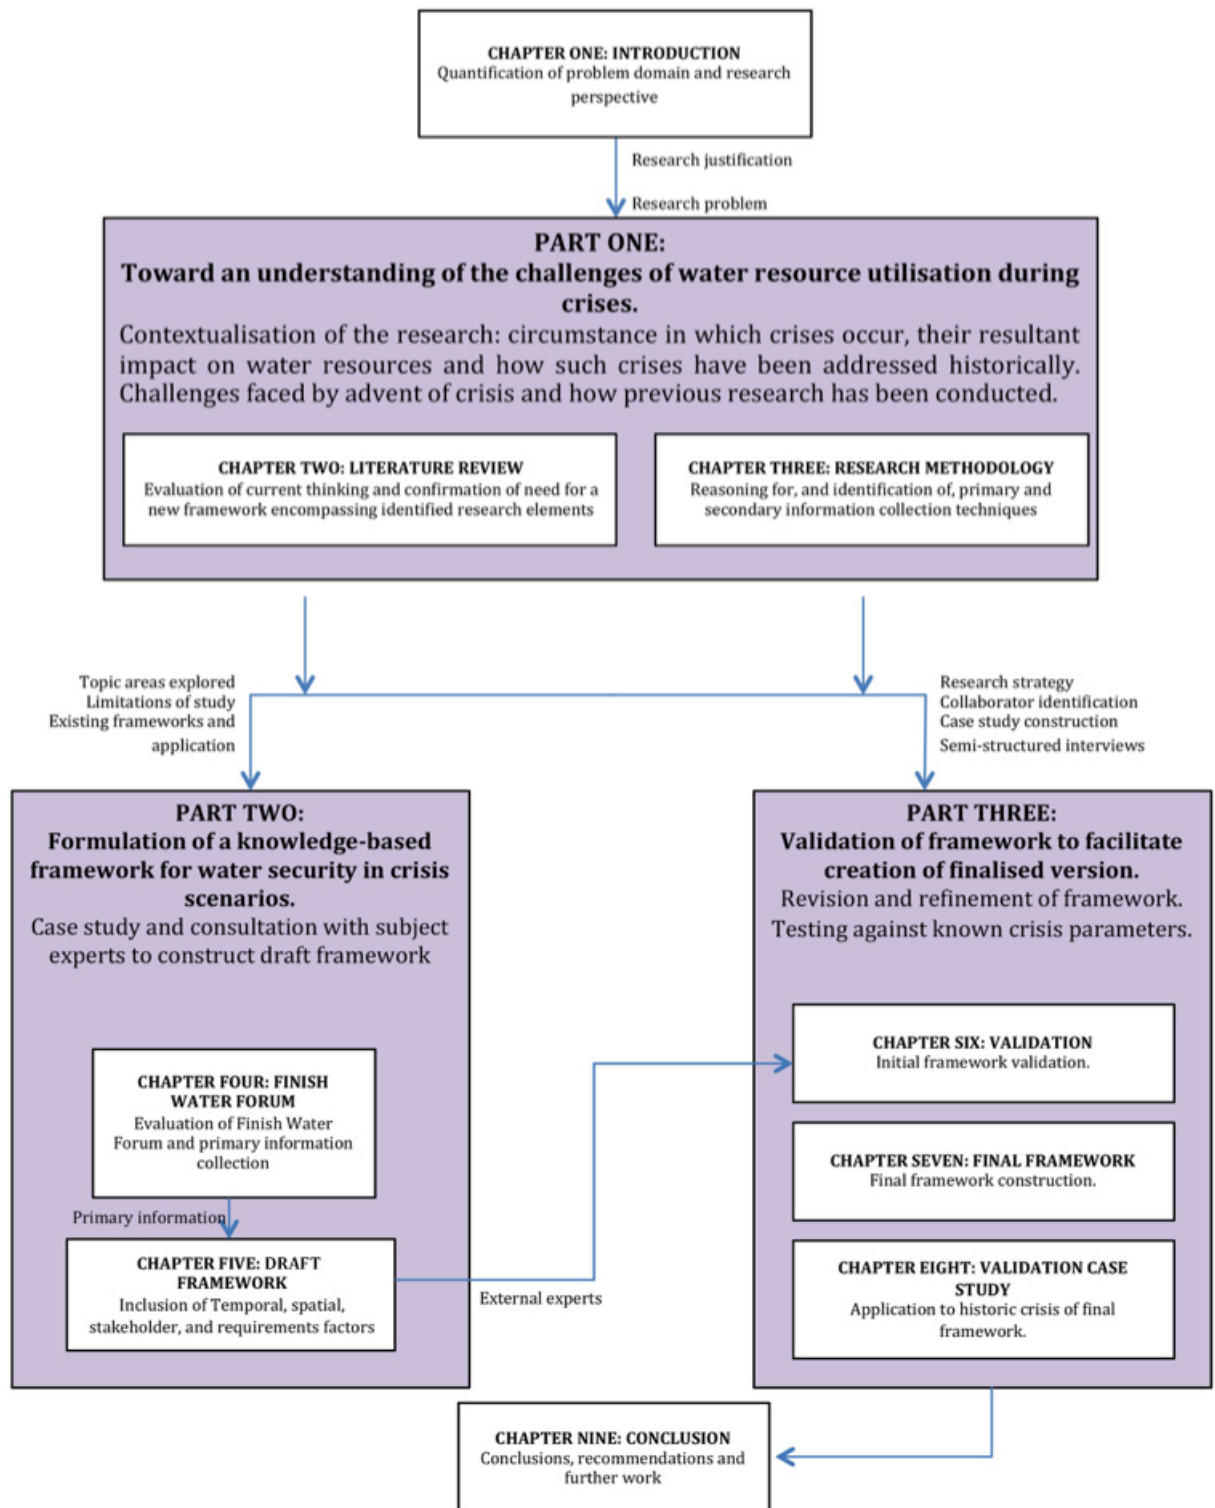 CHAPTER ONE: INTRODUCTION
Quantification of problem domain and research
perspective
Research justification
Research problem
PART ONE:
Toward an understanding of the challenges of water resource utilisation during
crises.
Contextualisation of the research: circumstance in which crises occur, their resultant
impact on water resources and how such crises have been addressed historically.
Challenges faced by advent of crisis and how previous research has been conducted.
CHAPTER TWO: LITERATURE REVIEW
Evaluation of current thinking and confirmation of need for a
new framework encompassing identified research elements
CHAPTER THREE: RESEARCH METHODOLOGY
Reasoning for, and identification of, primary and
secondary information collection techniques
Topic areas explored
Limitations of study
Existing frameworks and
application
Research strategy
Collaborator identification
Case study construction
Semi-structured interviews
PART TWO:
Formulation of a knowledge-based
framework for water security in crisis
scenarios.
Case study and consultation with subject
experts to construct draft framework
CHAPTER FOUR: FINISH
WATER FORUM
Evaluation of Finish Water
Forum and primary information
collection
Primary information
CHAPTER FIVE: DRAFT
FRAMEWORK
Inclusion of Temporal, spatial,
stakeholder, and requirements factors
External experts
PART THREE:
Validation of framework to facilitate
creation of finalised version.
Revision and refinement of framework.
Testing against known crisis parameters.
CHAPTER SIX: VALIDATION
Initial framework validation.
CHAPTER SEVEN: FINAL FRAMEWORK
Final framework construction.
CHAPTER EIGHT: VALIDATION CASE
STUDY
Application to historic crisis of final
framework.
CHAPTER NINE: CONCLUSION
Conclusions, recommendations and
further work